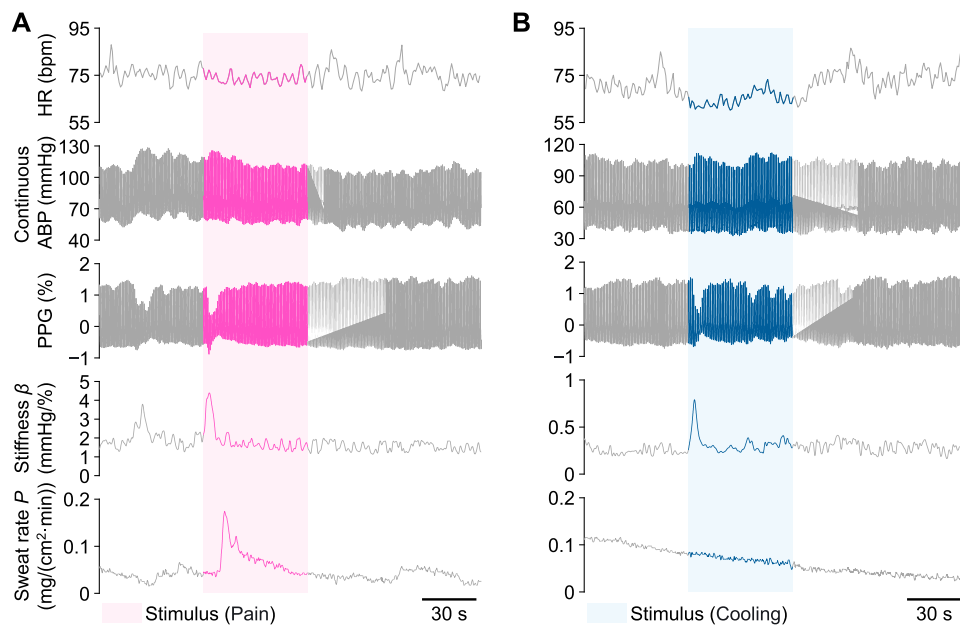 A
HR (bpm)
95
75
55
Continuous
ABP (mmHg)
130
100
70
40
PPG (%)
2
1
0
−1
Stiffness β
(mmHg/%)
5
4
3
2
1
0
Sweat rate P
(mg/(cm²·min))
0.2
0.1
0
Stimulus (Pain)
30 s
B
95
75
55
120
90
60
30
2
1
0
−1
1
0.5
0
0.2
0.1
0
Stimulus (Cooling)
30 s